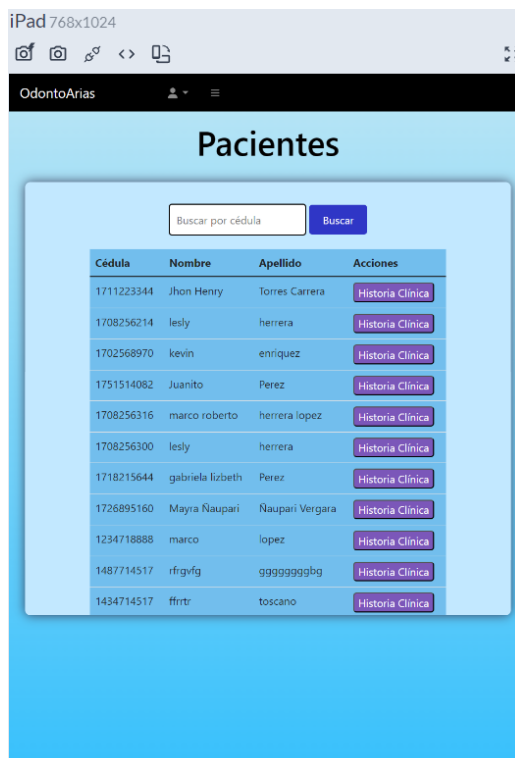 iPad 768x1024
OdontoArias
Pacientes
Buscar por cédula Buscar
Cédula Nombre Apellido Acciones
1711223344 Jhon Henry Torres Carrera Historia Clínica
1708256214 lesly herrera Historia Clínica
1702568970 kevin enriquez Historia Clínica
1751514082 Juanito Perez Historia Clínica
1708256316 marco roberto herrera lopez Historia Clínica
1708256300 lesly herrera Historia Clínica
1718215644 gabriela lizbeth Perez Historia Clínica
1726895160 Mayra Ñaupari Ñaupari Vergara Historia Clínica
1234718888 marco lopez Historia Clínica
1487714517 rfrgvfg gggggggbg Historia Clínica
1434714517 ffrrtr toscano Historia Clínica